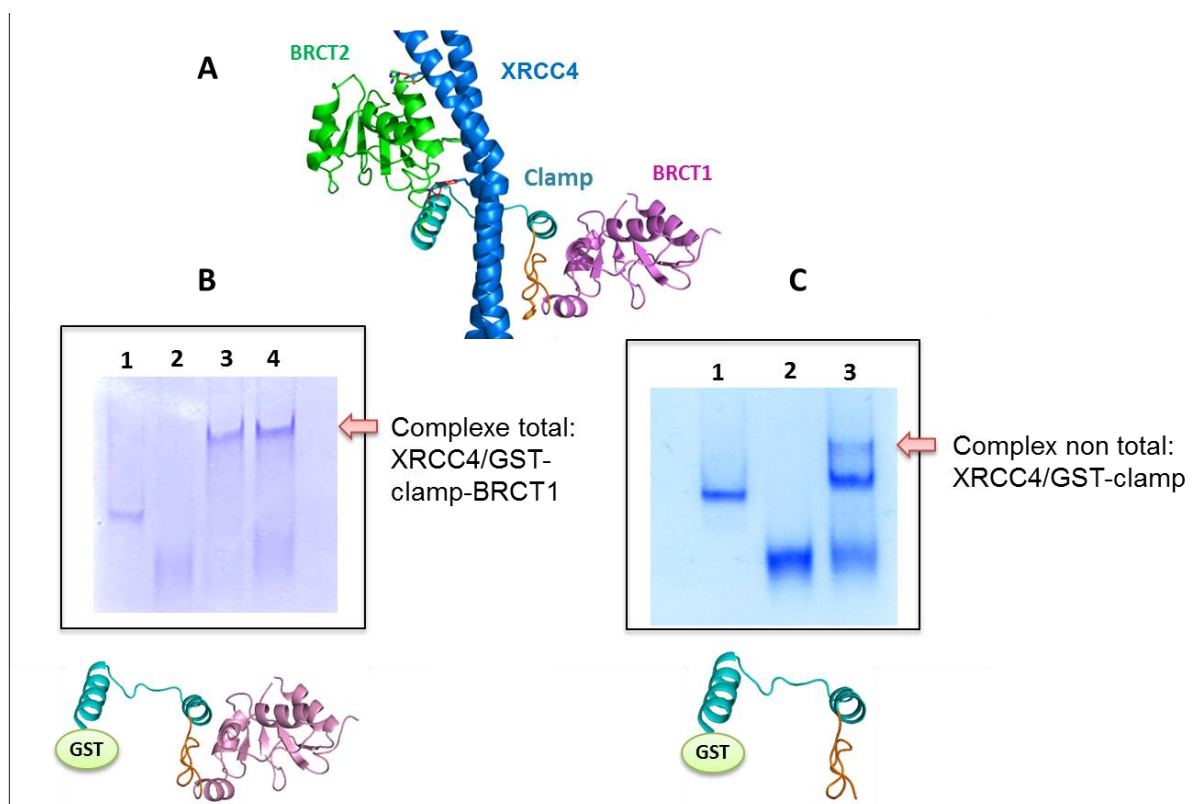 A
BRCT2
XRCC4
Clamp
BRCT1
B
1 2 3 4
Complexe total:
XRCC4/GST-
clamp-BRCT1
GST
C
1 2 3
Complex non total:
XRCC4/GST-clamp
GST